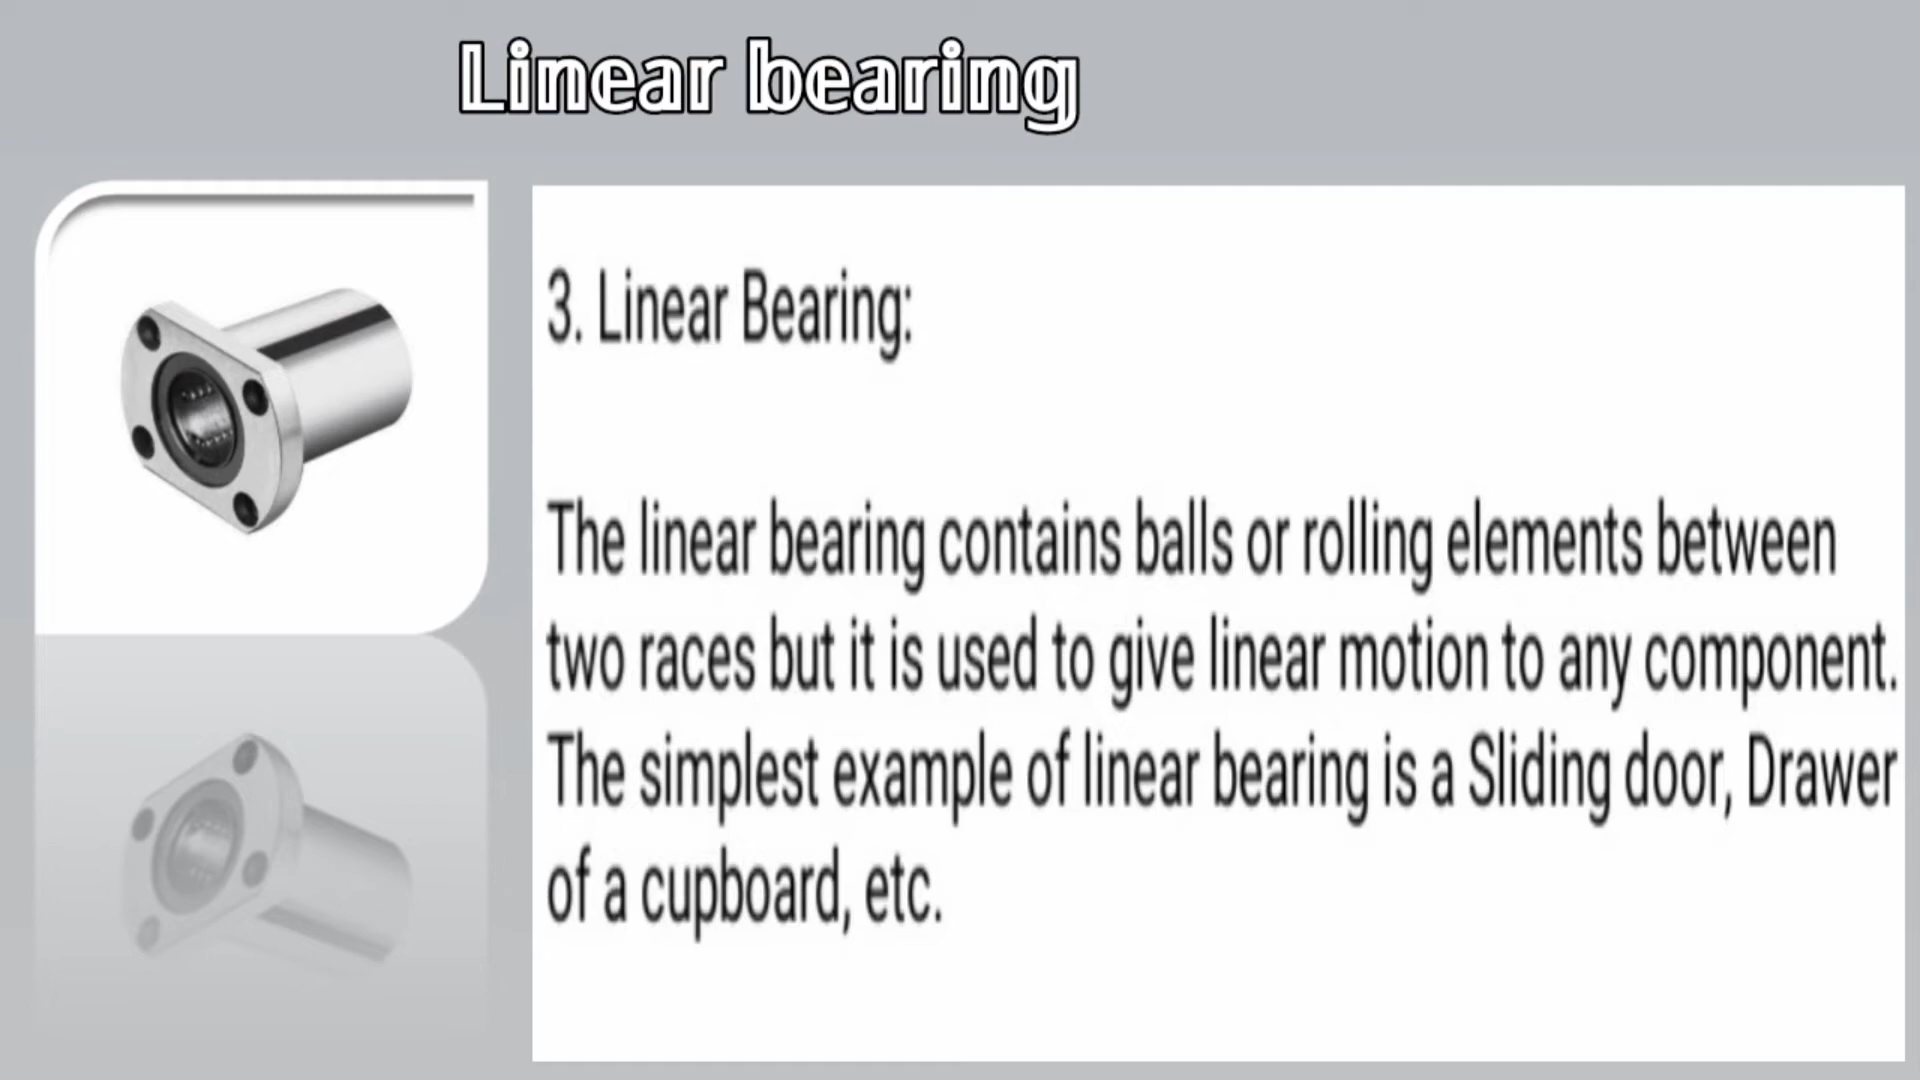 Linear bearing
3. Linear Bearing:
The linear bearing contains balls or rolling elements between
two races but it is used to give linear motion to any component.
The simplest example of linear bearing is a Sliding door, Drawer
of a cupboard, etc.